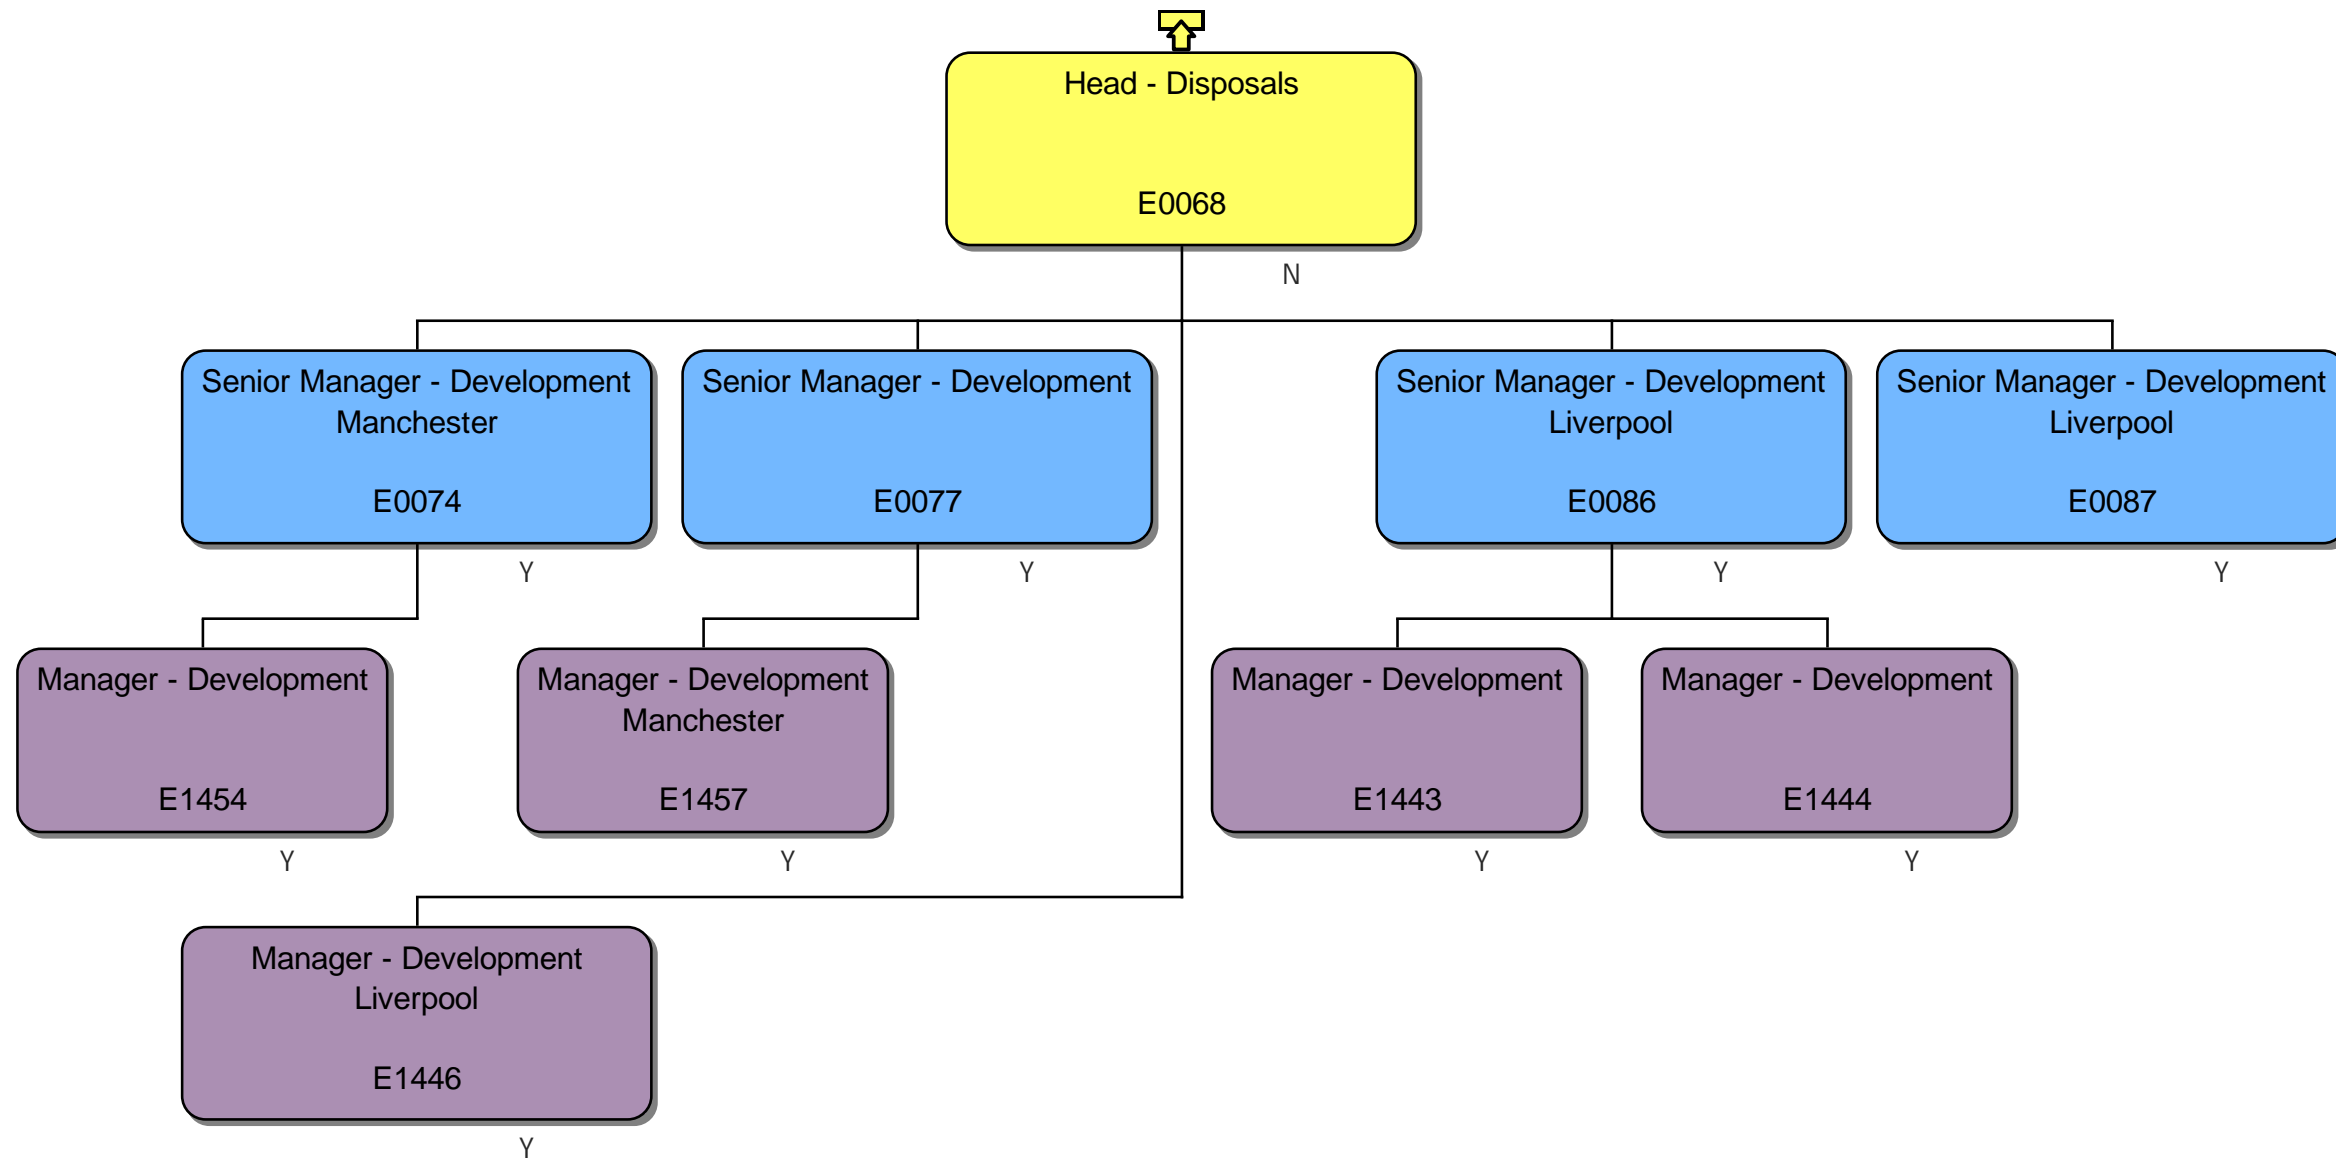 Head - Disposals
E0068
N
Senior Manager - Development
Manchester
E0074
Y
Senior Manager - Development
E0077
Y
Senior Manager - Development
Liverpool
E0086
Y
Senior Manager - Development
Liverpool
E0087
Y
Manager - Development
E1454
Y
Manager - Development
Manchester
E1457
Y
Manager - Development
E1443
Y
Manager - Development
E1444
Y
Manager - Development
Liverpool
E1446
Y